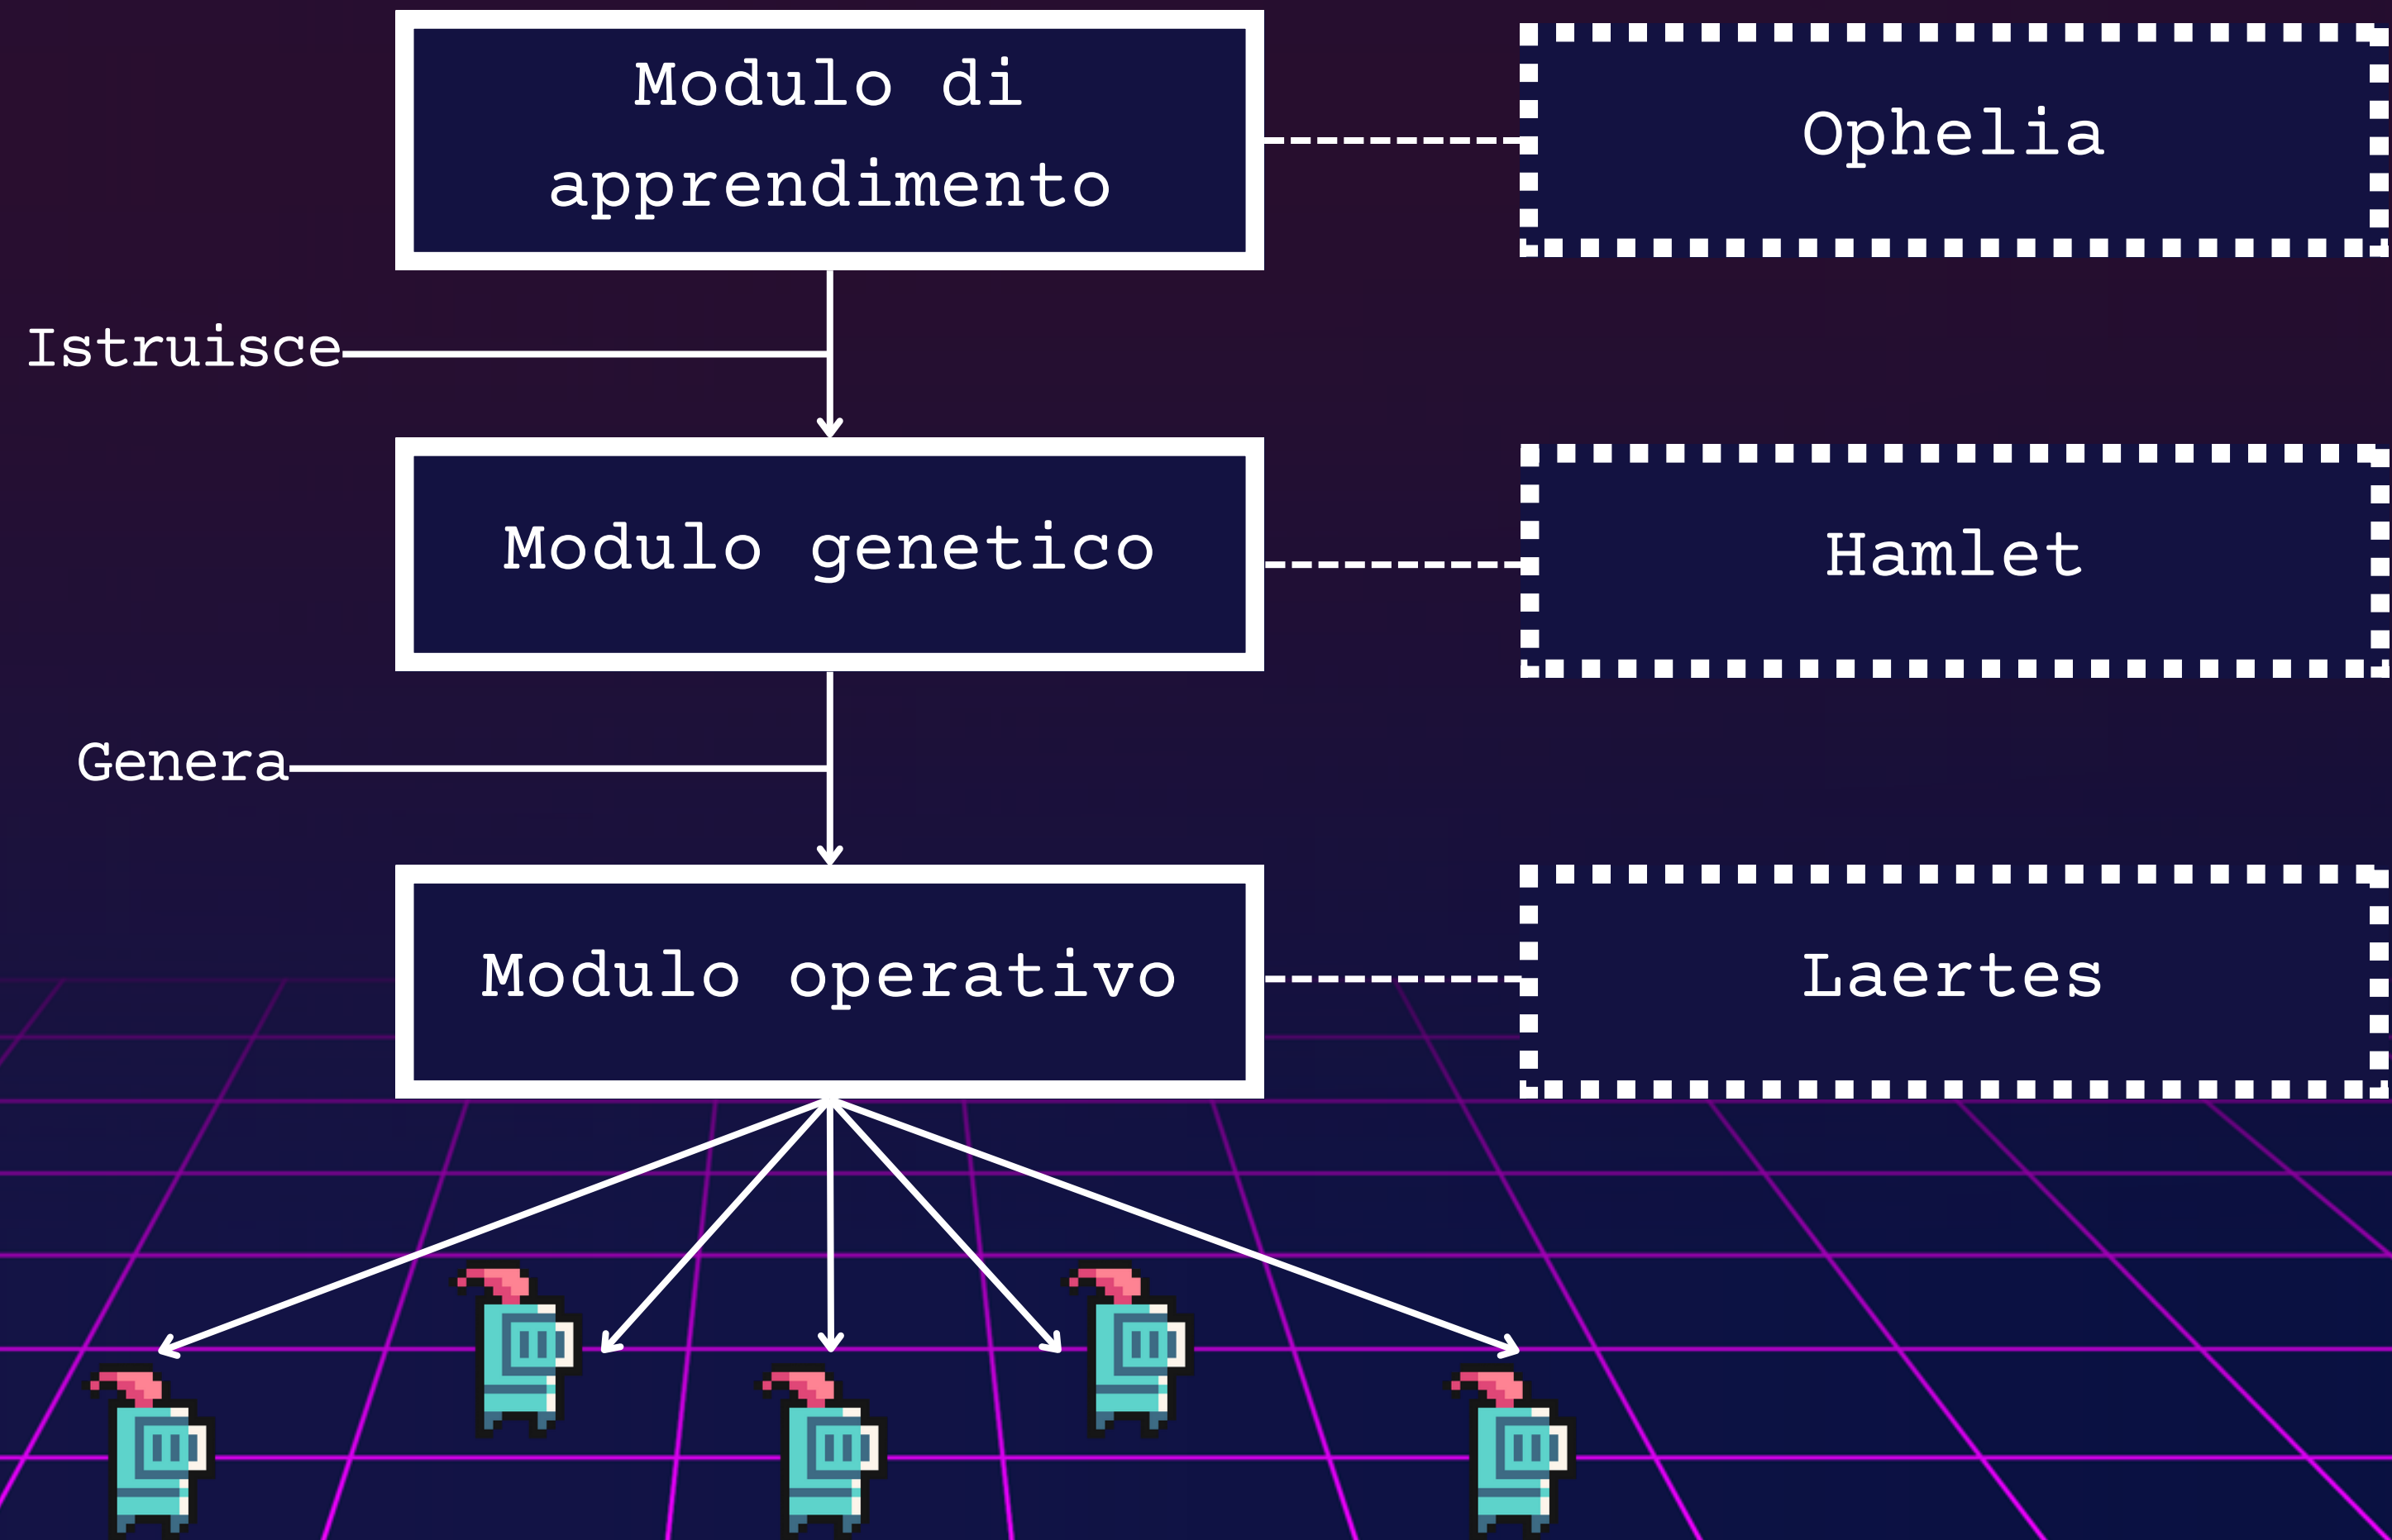 Modulo di
apprendimento
Ophelia
Istruisce
Modulo genetico
Hamlet
Genera
Modulo operativo
Laertes